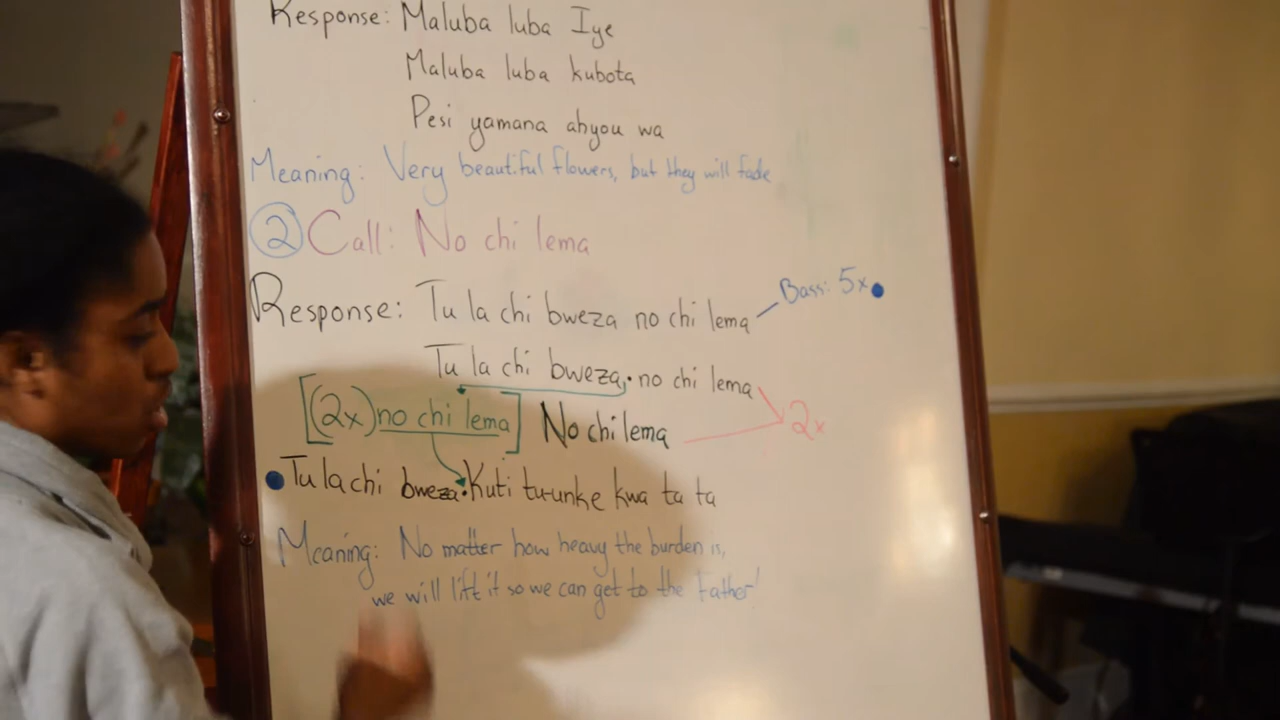 Response: Maluba luba Iye
Maluba luba kubota
Pesi yamana ahyou wa
Meaning: Very beautiful flowers, but they will fade
2 Call: No chi lema
Response: Tu la chi bweza no chi lema - Bass: 5x
Tu la chi bweza, no chi lema
[(2x) no chi lema] No chi lema 2x
Tu la chi bweza Kuti tu-unke kwa ta ta
Meaning: No matter how heavy the burden is,
we will lift it so we can get to the Father!